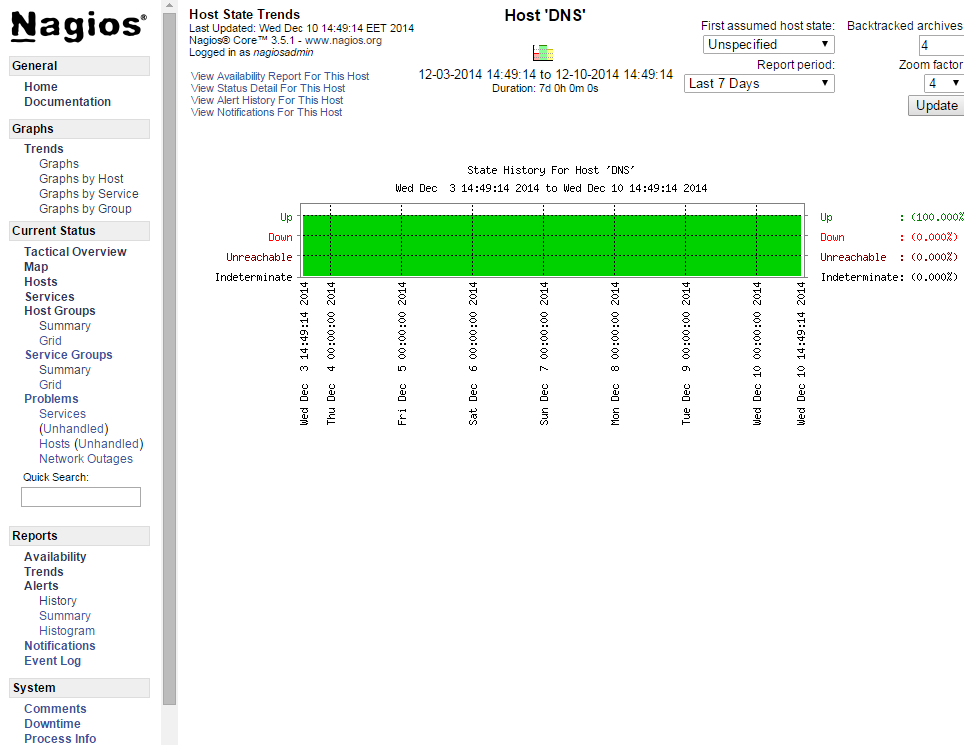 Nagios®
General
Home
Documentation
Graphs
Trends
Graphs
Graphs by Host
Graphs by Service
Graphs by Group
Current Status
Tactical Overview
Map
Hosts
Services
Host Groups
Summary
Grid
Service Groups
Summary
Grid
Problems
Services
(Unhandled)
Hosts (Unhandled)
Network Outages
Quick Search:
Reports
Availability
Trends
Alerts
History
Summary
Histogram
Notifications
Event Log
System
Comments
Downtime
Process Info
Host State Trends
Last Updated: Wed Dec 10 14:49:14 EET 2014
Nagios® Core™ 3.5.1 - www.nagios.org
Logged in as nagiosadmin
View Availability Report For This Host
View Status Detail For This Host
View Alert History For This Host
View Notifications For This Host
Host 'DNS'
12-03-2014 14:49:14 to 12-10-2014 14:49:14
Duration: 7d 0h 0m 0s
First assumed host state:
Unspecified
Backtracked archives
4
Report period:
Last 7 Days
Zoom factor
4
Update
State History For Host 'DNS'
Wed Dec  3 14:49:14 2014 to Wed Dec 10 14:49:14 2014
Up
Down
Unreachable
Indeterminate
Up : (100.000%
Down : (0.000%)
Unreachable : (0.000%)
Indeterminate: (0.000%)
Wed Dec  3 14:49:14 2014
Thu Dec  4 00:00:00 2014
Fri Dec  5 00:00:00 2014
Sat Dec  6 00:00:00 2014
Sun Dec  7 00:00:00 2014
Mon Dec  8 00:00:00 2014
Tue Dec  9 00:00:00 2014
Wed Dec 10 00:00:00 2014
Wed Dec 10 14:49:14 2014